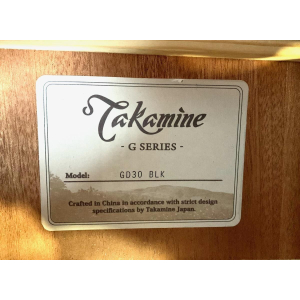 Takamine
- G SERIES -
Model: GD30 BLK
Crafted in China in accordance with strict design
specifications by Takamine Japan.